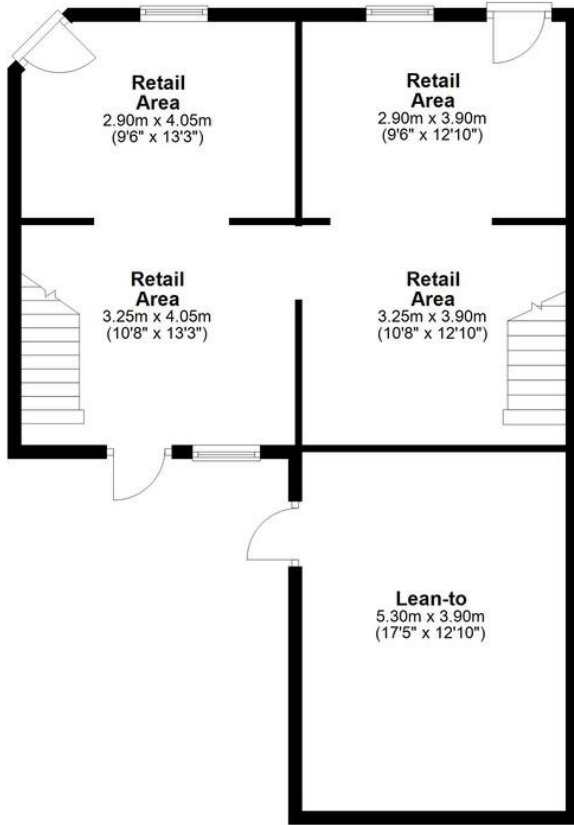 Retail
Area
2.90m x 4.05m
(9'6" x 13'3")
Retail
Area
2.90m x 3.90m
(9'6" x 12'10")
Retail
Area
3.25m x 4.05m
(10'8" x 13'3")
Retail
Area
3.25m x 3.90m
(10'8" x 12'10")
Lean-to
5.30m x 3.90m
(17'5" x 12'10")